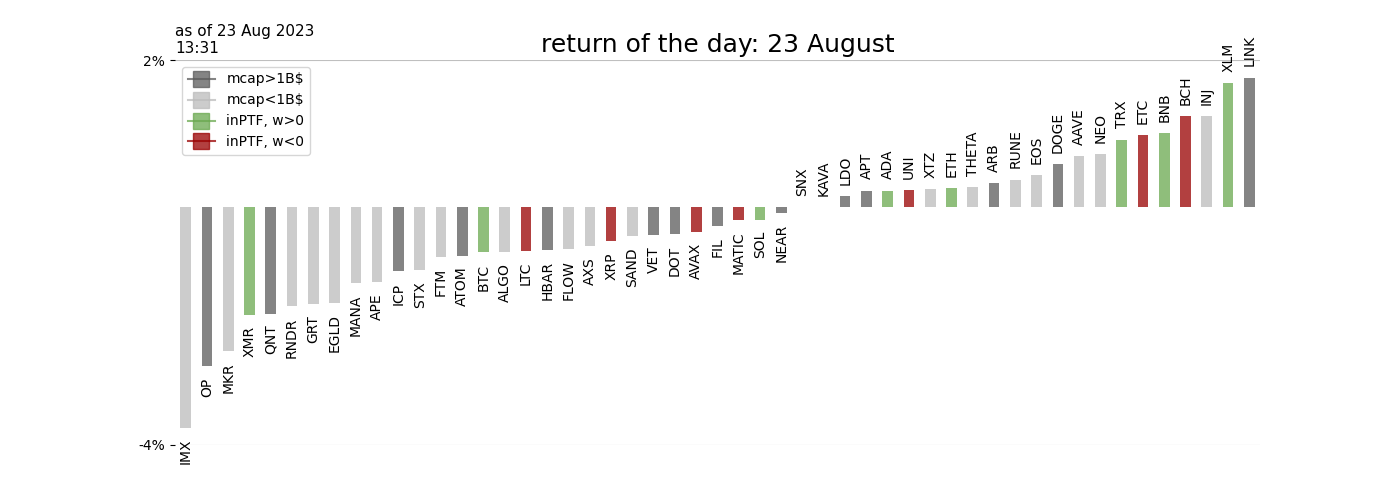 as of 23 Aug 2023
13:31
return of the day: 23 August
2%
mcap>1B$
mcap<1B$
inPTF, w>0
inPTF, w<0
-4%
IMX
OP
MKR
XMR
QNT
RNDR
GRT
EGLD
MANA
APE
ICP
STX
FTM
ATOM
BTC
ALGO
LTC
HBAR
FLOW
AXS
XRP
SAND
VET
DOT
AVAX
FIL
MATIC
SOL
NEAR
SNX
KAVA
LDO
APT
ADA
UNI
XTZ
ETH
THETA
ARB
RUNE
EOS
DOGE
AAVE
NEO
TRX
ETC
BNB
BCH
INJ
XLM
LINK